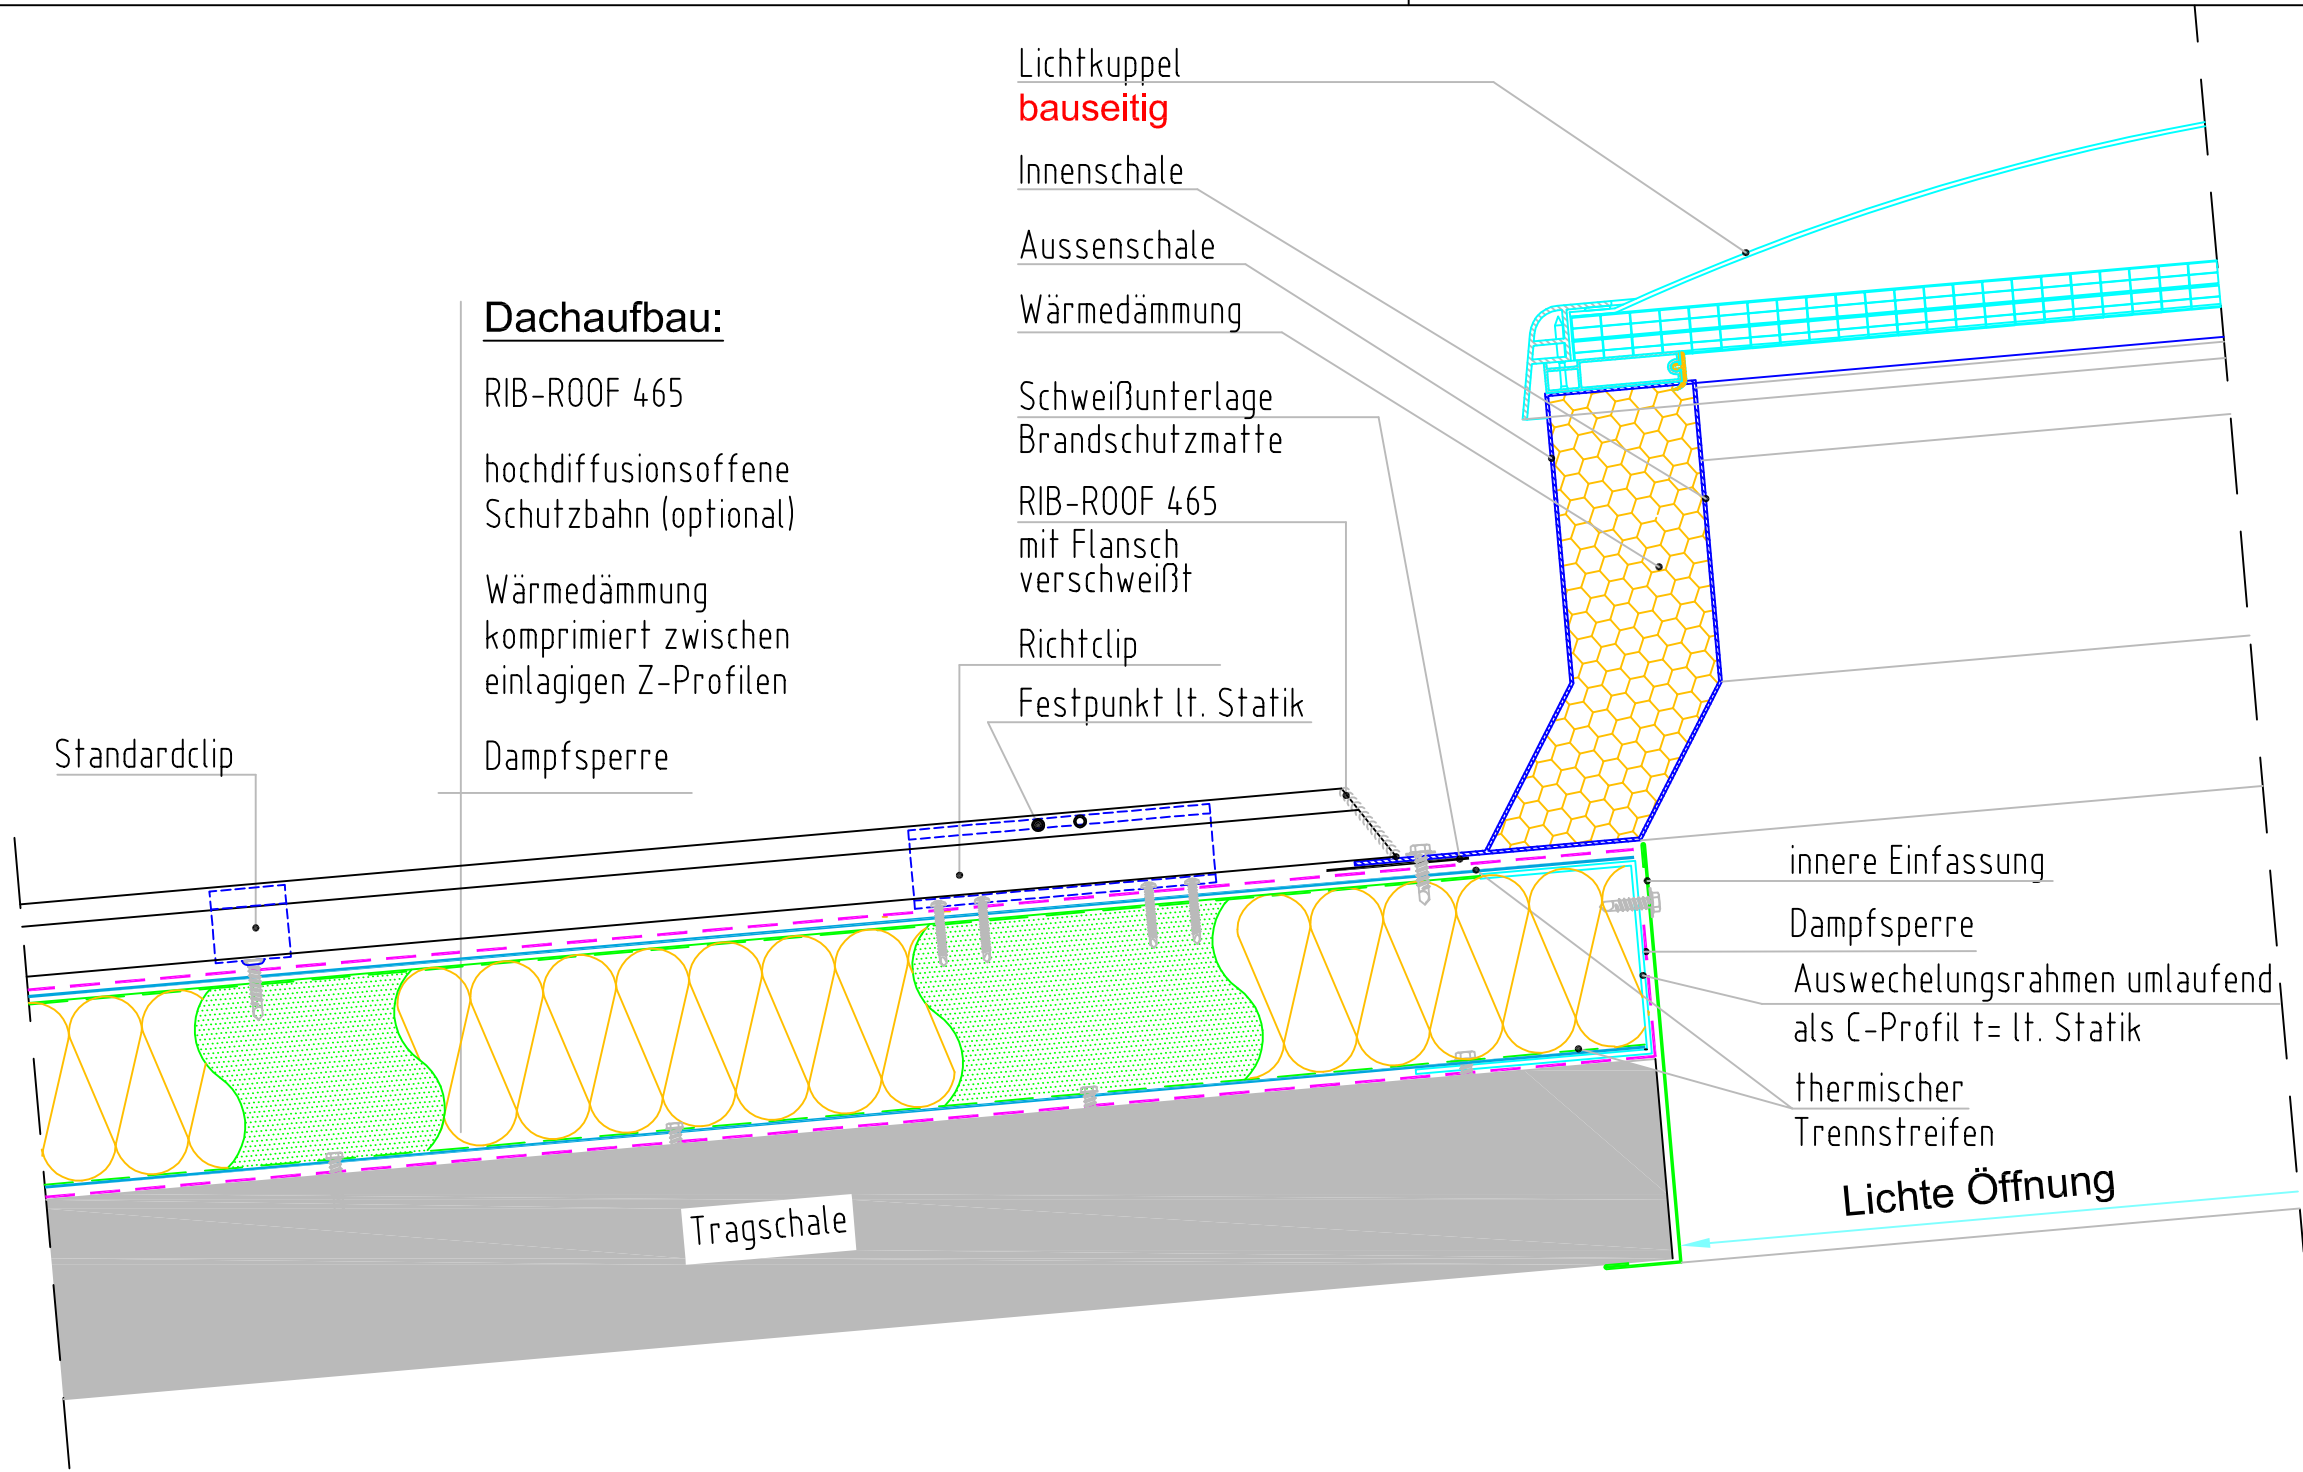 Lichtkuppel
bauseitig
Innenschale
Aussenschale
Wärmedämmung
Schweißunterlage
Brandschutzmatte
RIB-ROOF 465
mit Flansch
verschweißt
Richtclip
Festpunkt lt. Statik
Dachaufbau:
RIB-ROOF 465
hochdiffusionsoffene
Schutzbahn (optional)
Wärmedämmung
komprimiert zwischen
einlagigen Z-Profilen
Dampfsperre
Standardclip
innere Einfassung
Dampfsperre
Auswechelungsrahmen umlaufend
als C-Profil t= lt. Statik
thermischer
Trennstreifen
Lichte Öffnung
Tragschale